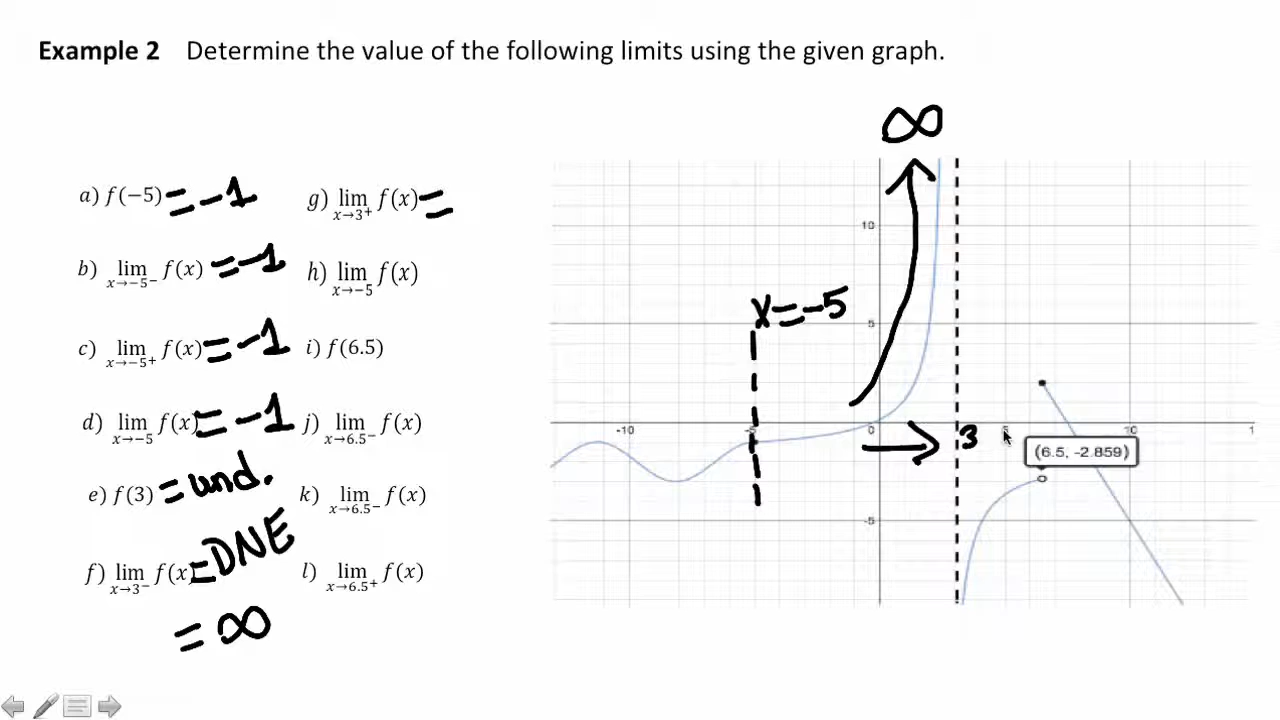 Example 2 Determine the value of the following limits using the given graph.
a) f(−5) = −1
b) lim x→−5⁻ f(x) = −1
c) lim x→−5⁺ f(x) = −1
d) lim x→−5 f(x) = −1
e) f(3) = und.
f) lim x→3⁻ f(x) = DNE
= ∞
g) lim x→3⁺ f(x) =
h) lim x→−5 f(x)
i) f(6.5)
j) lim x→6.5⁻ f(x)
k) lim x→6.5⁻ f(x)
l) lim x→6.5⁺ f(x)
∞
10
x = −5
5
-10 -5 0 3 5 10 1
(6.5, -2.859)
-5